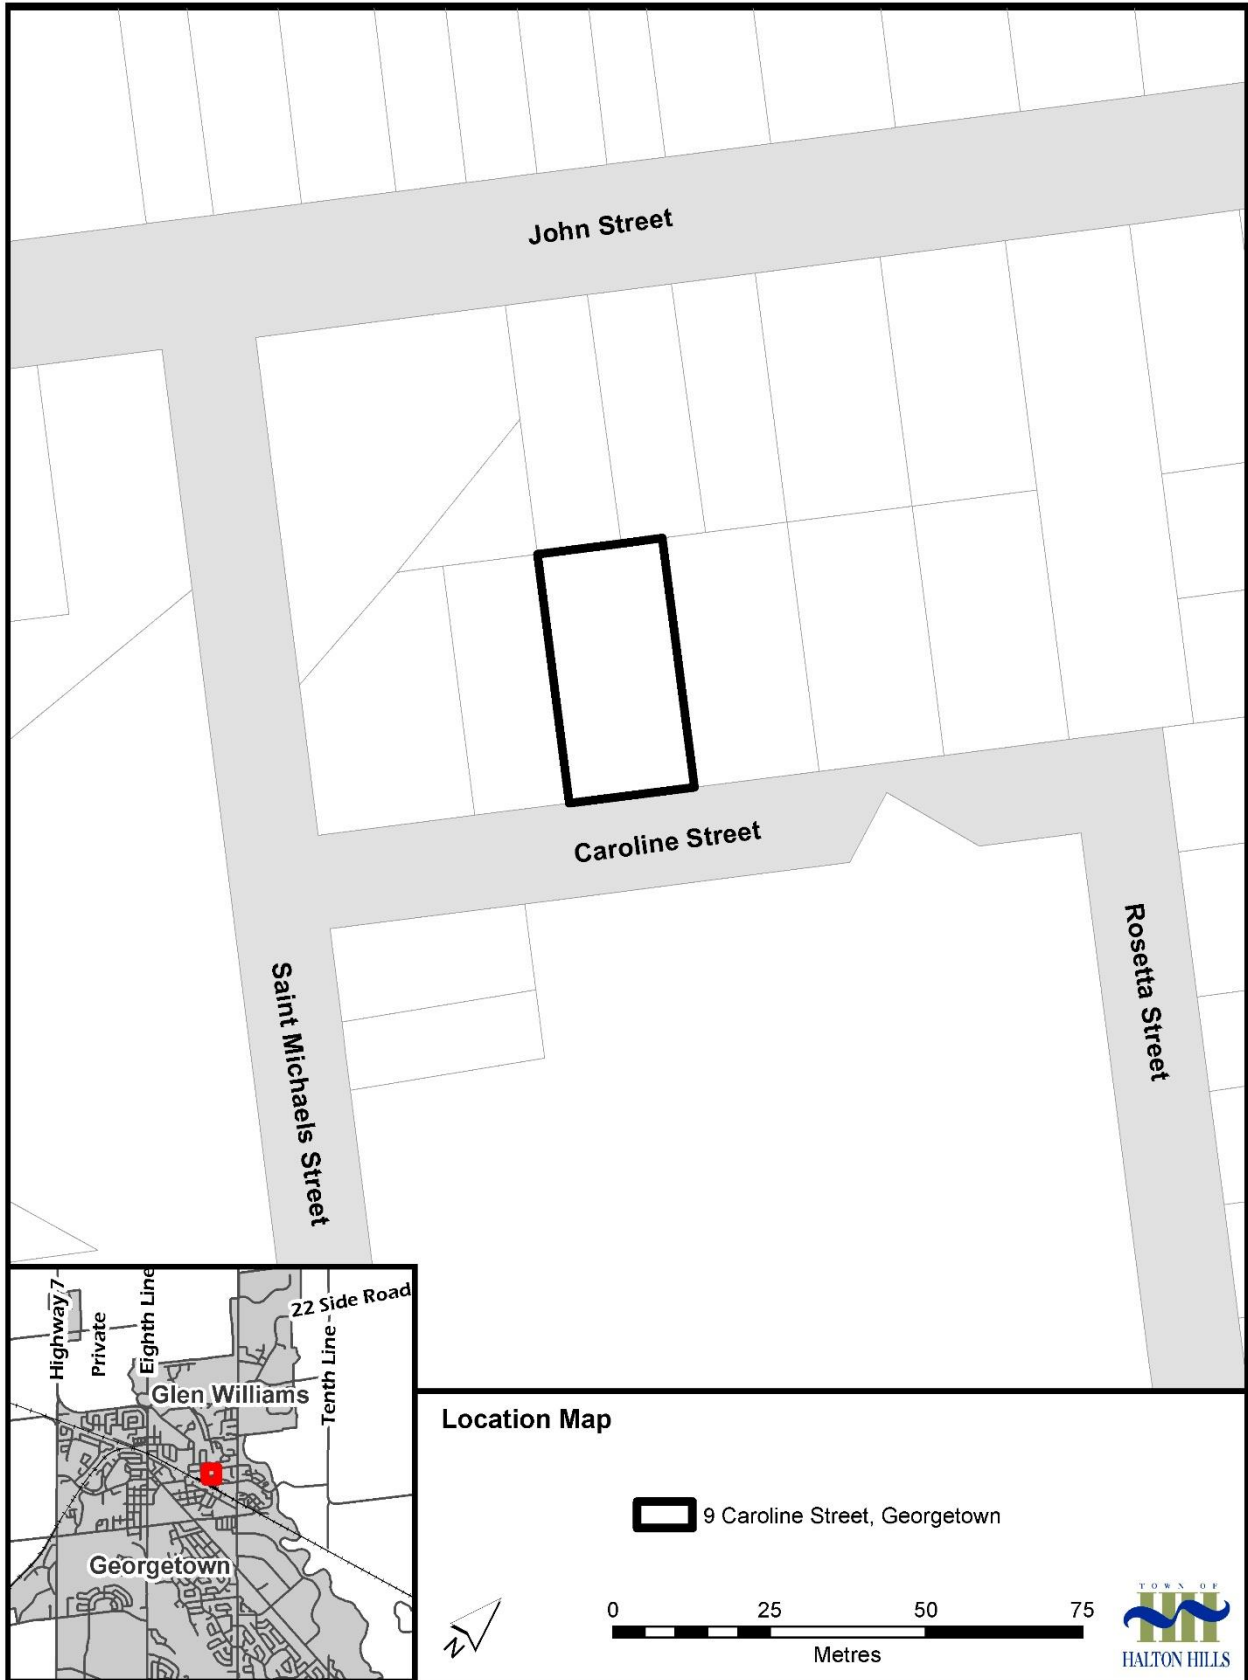 John Street
Caroline Street
Saint Michaels Street
Rosetta Street
Highway 7
Private
Eighth Line
22 Side Road
Tenth Line
Glen Williams
Georgetown
Location Map
9 Caroline Street, Georgetown
N
0 25 50 75
Metres
TOWN OF
HALTON HILLS